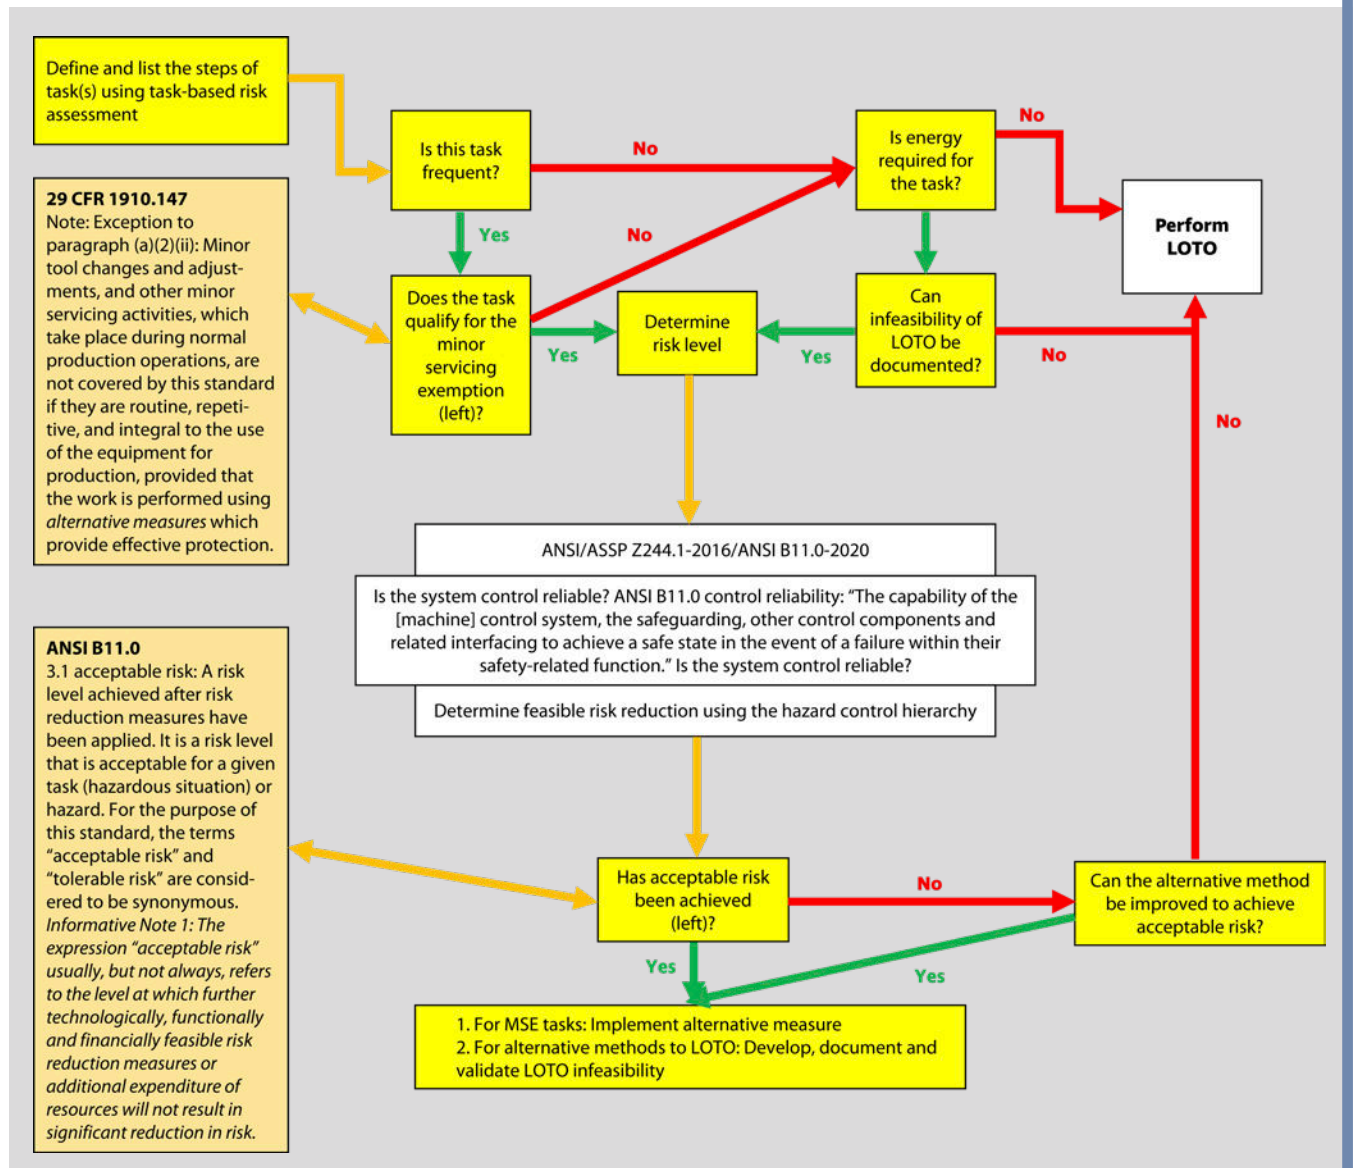 Define and list the steps of
task(s) using task-based risk
assessment
Is this task
frequent?
No
Is energy
required for
the task?
No
Perform
LOTO
Yes
No
29 CFR 1910.147
Note: Exception to
paragraph (a)(2)(ii): Minor
tool changes and adjust-
ments, and other minor
servicing activities, which
take place during normal
production operations, are
not covered by this standard
if they are routine, repeti-
tive, and integral to the use
of the equipment for
production, provided that
the work is performed using
alternative measures which
provide effective protection.
Does the task
qualify for the
minor
servicing
exemption
(left)?
Yes
Determine
risk level
Yes
Can
infeasibility of
LOTO be
documented?
No
No
ANSI/ASSP Z244.1-2016/ANSI B11.0-2020
Is the system control reliable? ANSI B11.0 control reliability: “The capability of the
[machine] control system, the safeguarding, other control components and
related interfacing to achieve a safe state in the event of a failure within their
safety-related function.” Is the system control reliable?
Determine feasible risk reduction using the hazard control hierarchy
ANSI B11.0
3.1 acceptable risk: A risk
level achieved after risk
reduction measures have
been applied. It is a risk level
that is acceptable for a given
task (hazardous situation) or
hazard. For the purpose of
this standard, the terms
“acceptable risk” and
“tolerable risk” are consid-
ered to be synonymous.
Informative Note 1: The
expression “acceptable risk”
usually, but not always, refers
to the level at which further
technologically, functionally
and financially feasible risk
reduction measures or
additional expenditure of
resources will not result in
significant reduction in risk.
Has acceptable risk
been achieved
(left)?
No
Can the alternative method
be improved to achieve
acceptable risk?
Yes
Yes
1. For MSE tasks: Implement alternative measure
2. For alternative methods to LOTO: Develop, document and
validate LOTO infeasibility